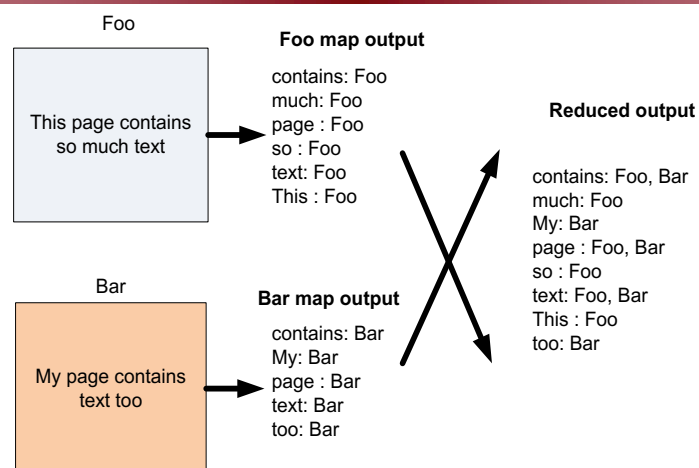 Foo
This page contains
so much text
Foo map output
contains: Foo
much: Foo
page : Foo
so : Foo
text: Foo
This : Foo
Bar
My page contains
text too
Bar map output
contains: Bar
My: Bar
page : Bar
text: Bar
too: Bar
Reduced output
contains: Foo, Bar
much: Foo
My: Bar
page : Foo, Bar
so : Foo
text: Foo, Bar
This : Foo
too: Bar